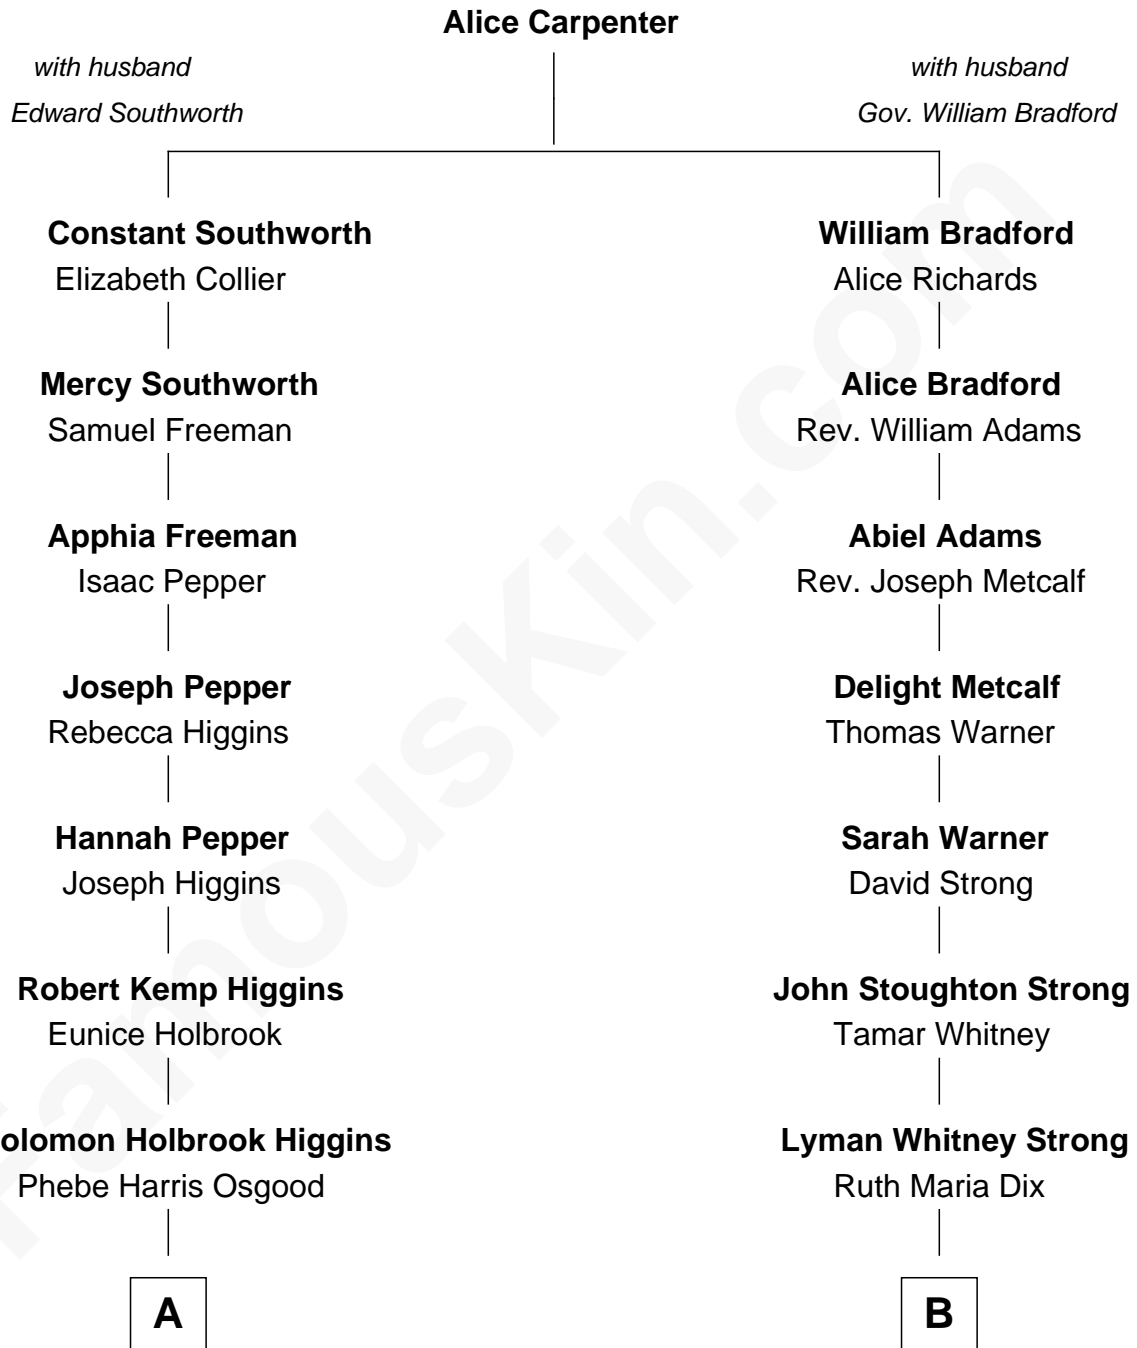 Alice Carpenter
with husband
Edward Southworth
with husband
Gov. William Bradford
Constant Southworth
Elizabeth Collier
Mercy Southworth
Samuel Freeman
Apphia Freeman
Isaac Pepper
Joseph Pepper
Rebecca Higgins
Hannah Pepper
Joseph Higgins
Robert Kemp Higgins
Eunice Holbrook
olomon Holbrook Higgins
Phebe Harris Osgood
A
William Bradford
Alice Richards
Alice Bradford
Rev. William Adams
Abiel Adams
Rev. Joseph Metcalf
Delight Metcalf
Thomas Warner
Sarah Warner
David Strong
John Stoughton Strong
Tamar Whitney
Lyman Whitney Strong
Ruth Maria Dix
B
FamousKin.com